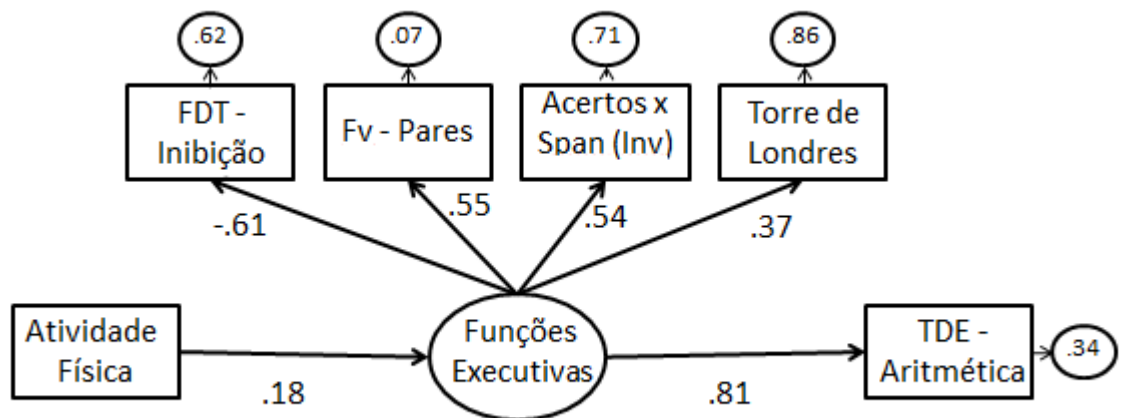 .62
.07
.71
.86
FDT -
Inibição
Fv - Pares
Acertos x
Span (Inv)
Torre de
Londres
-.61
.55
.54
.37
Atividade
Física
.18
Funções
Executivas
.81
TDE -
Aritmética
.34